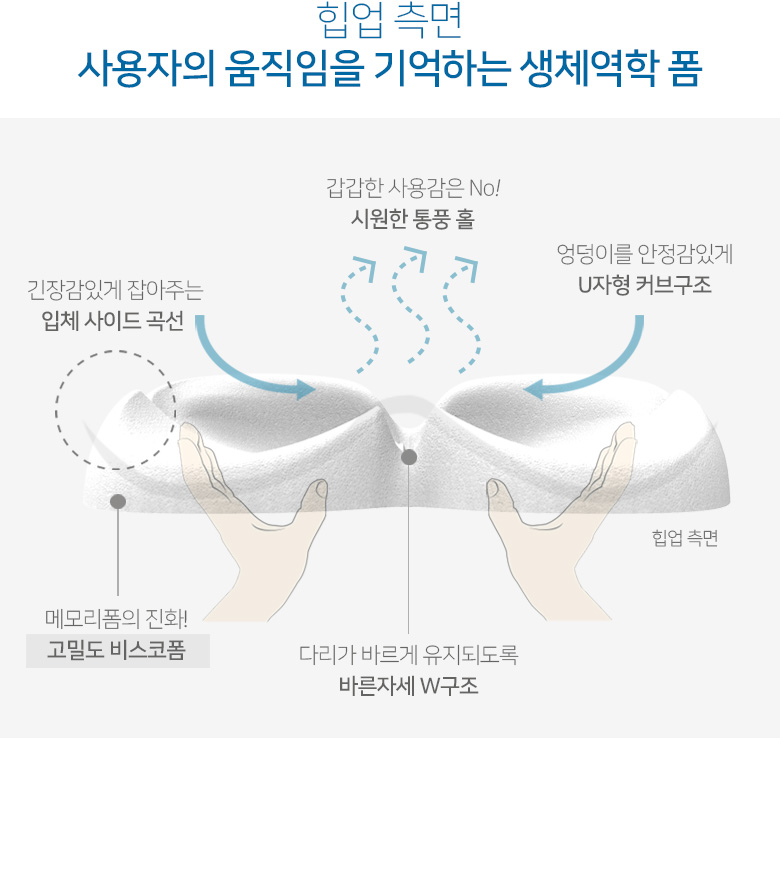 힙업 측면
사용자의 움직임을 기억하는 생체역학 폼
갑갑한 사용감은 No!
시원한 통풍 홀
엉덩이를 안정감있게
U자형 커브구조
긴장감있게 잡아주는
입체 사이드 곡선
힙업 측면
메모리폼의 진화!
고밀도 비스코폼
다리가 바르게 유지되도록
바른자세 W구조